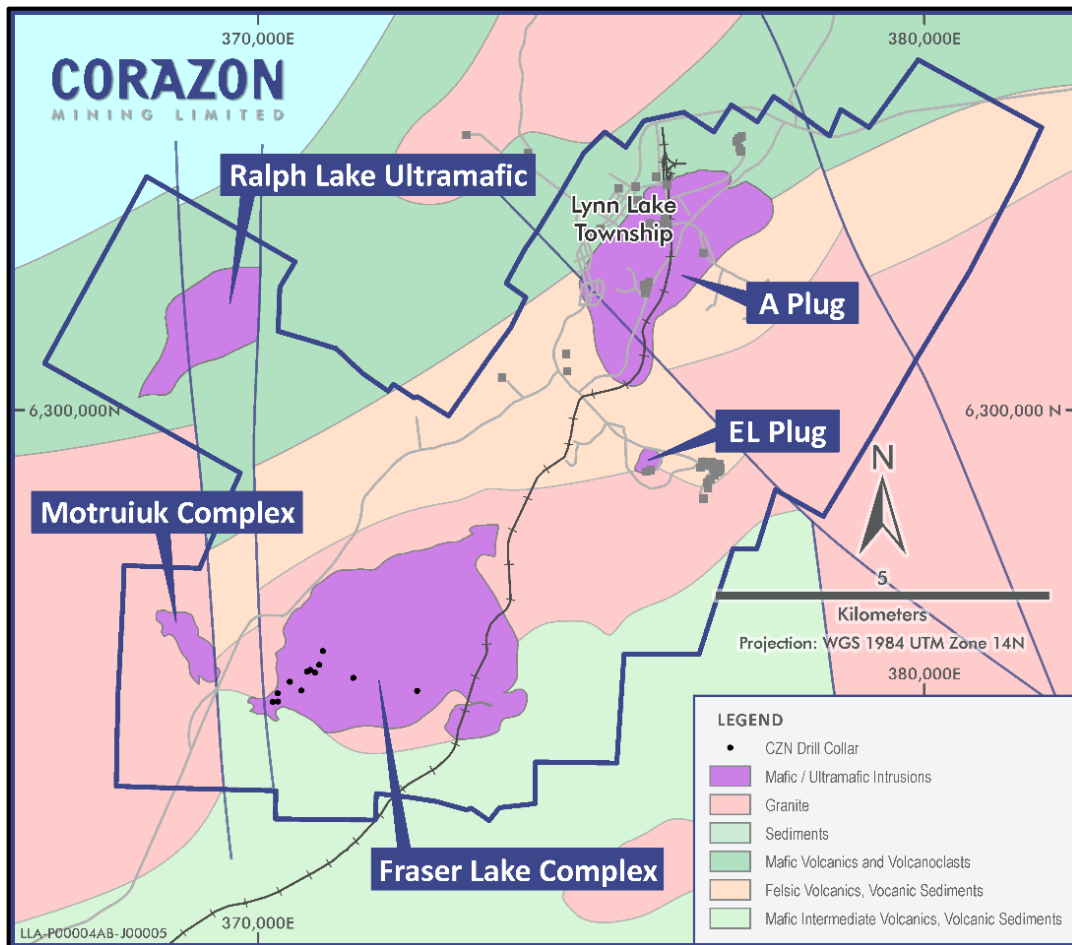 370,000E
380,000E
CORAZON
MINING LIMITED
Ralph Lake Ultramafic
Lynn Lake
Township
A Plug
6,300,000N
6,300,000 N
EL Plug
N
Motruiuk Complex
5
Kilometers
Projection: WGS 1984 UTM Zone 14N
380,000E
LEGEND
CZN Drill Collar
Mafic / Ultramafic Intrusions
Granite
Sediments
Mafic Volcanics and Volcanoclasts
Felsic Volcanics, Vocanic Sediments
Mafic Intermediate Volcanics, Volcanic Sediments
Fraser Lake Complex
370,000E
LLA-P00004AB-J00005